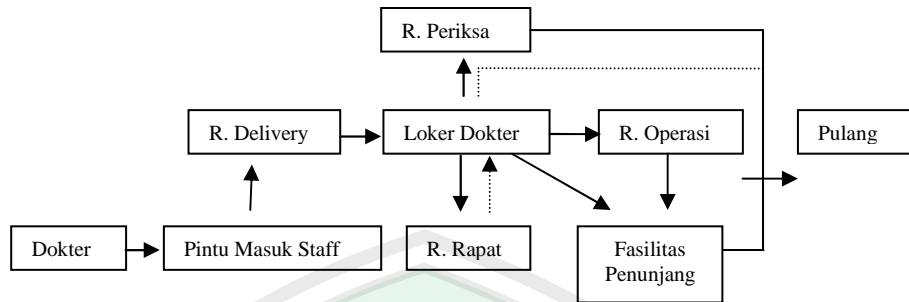 R. Periksa
R. Delivery
Loker Dokter
R. Operasi
Pulang
Dokter
Pintu Masuk Staff
R. Rapat
Fasilitas
Penunjang